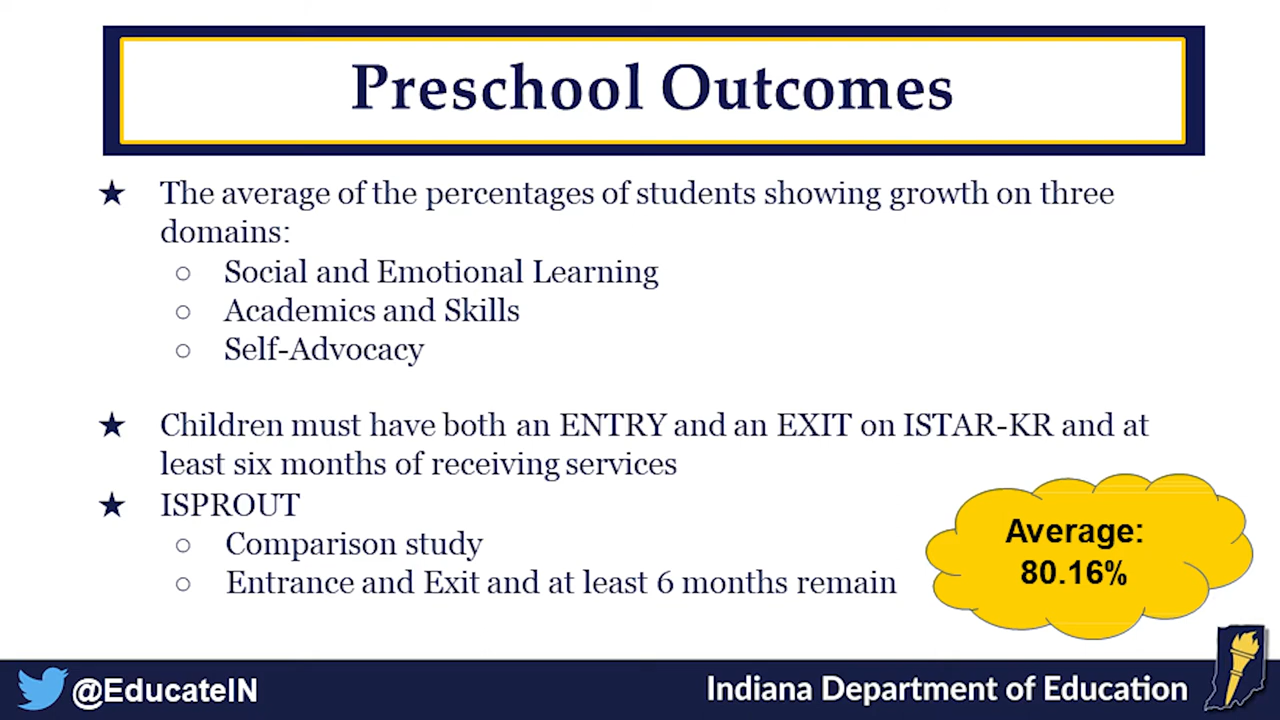 Preschool Outcomes
★ The average of the percentages of students showing growth on three
domains:
○ Social and Emotional Learning
○ Academics and Skills
○ Self-Advocacy
★ Children must have both an ENTRY and an EXIT on ISTAR-KR and at
least six months of receiving services
★ ISPROUT
○ Comparison study
○ Entrance and Exit and at least 6 months remain
Average:
80.16%
@EducateIN
Indiana Department of Education